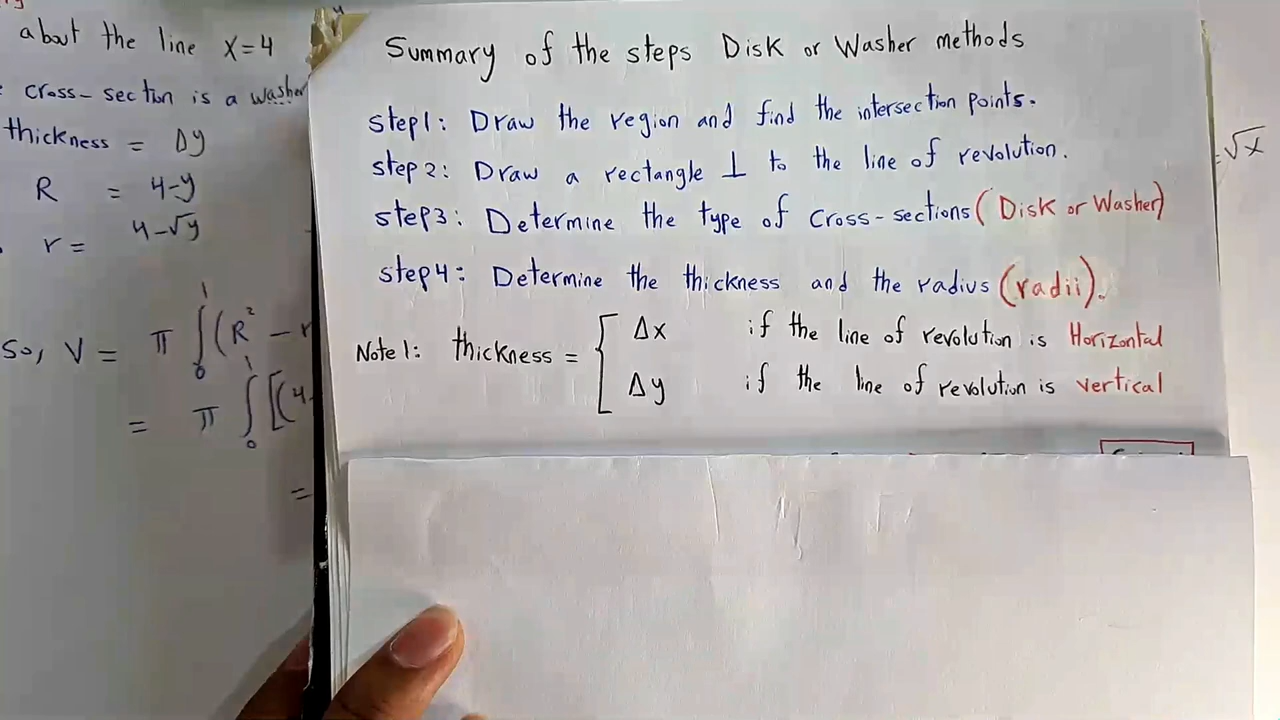 about the line x=4
cross-section is a washer
thickness = Δy
R = 4-y
r = 4-√y
so, V = π ∫₀¹ (R² -
= π ∫₀¹ [(4-
=
Summary of the steps Disk or Washer methods
step1: Draw the region and find the intersection points.
step2: Draw a rectangle ⊥ to the line of revolution.
step3: Determine the type of cross-sections (Disk or Washer)
step4: Determine the thickness and the radius (radii).
Note1: thickness = { Δx if the line of revolution is Horizontal
Δy if the line of revolution is vertical
=√x